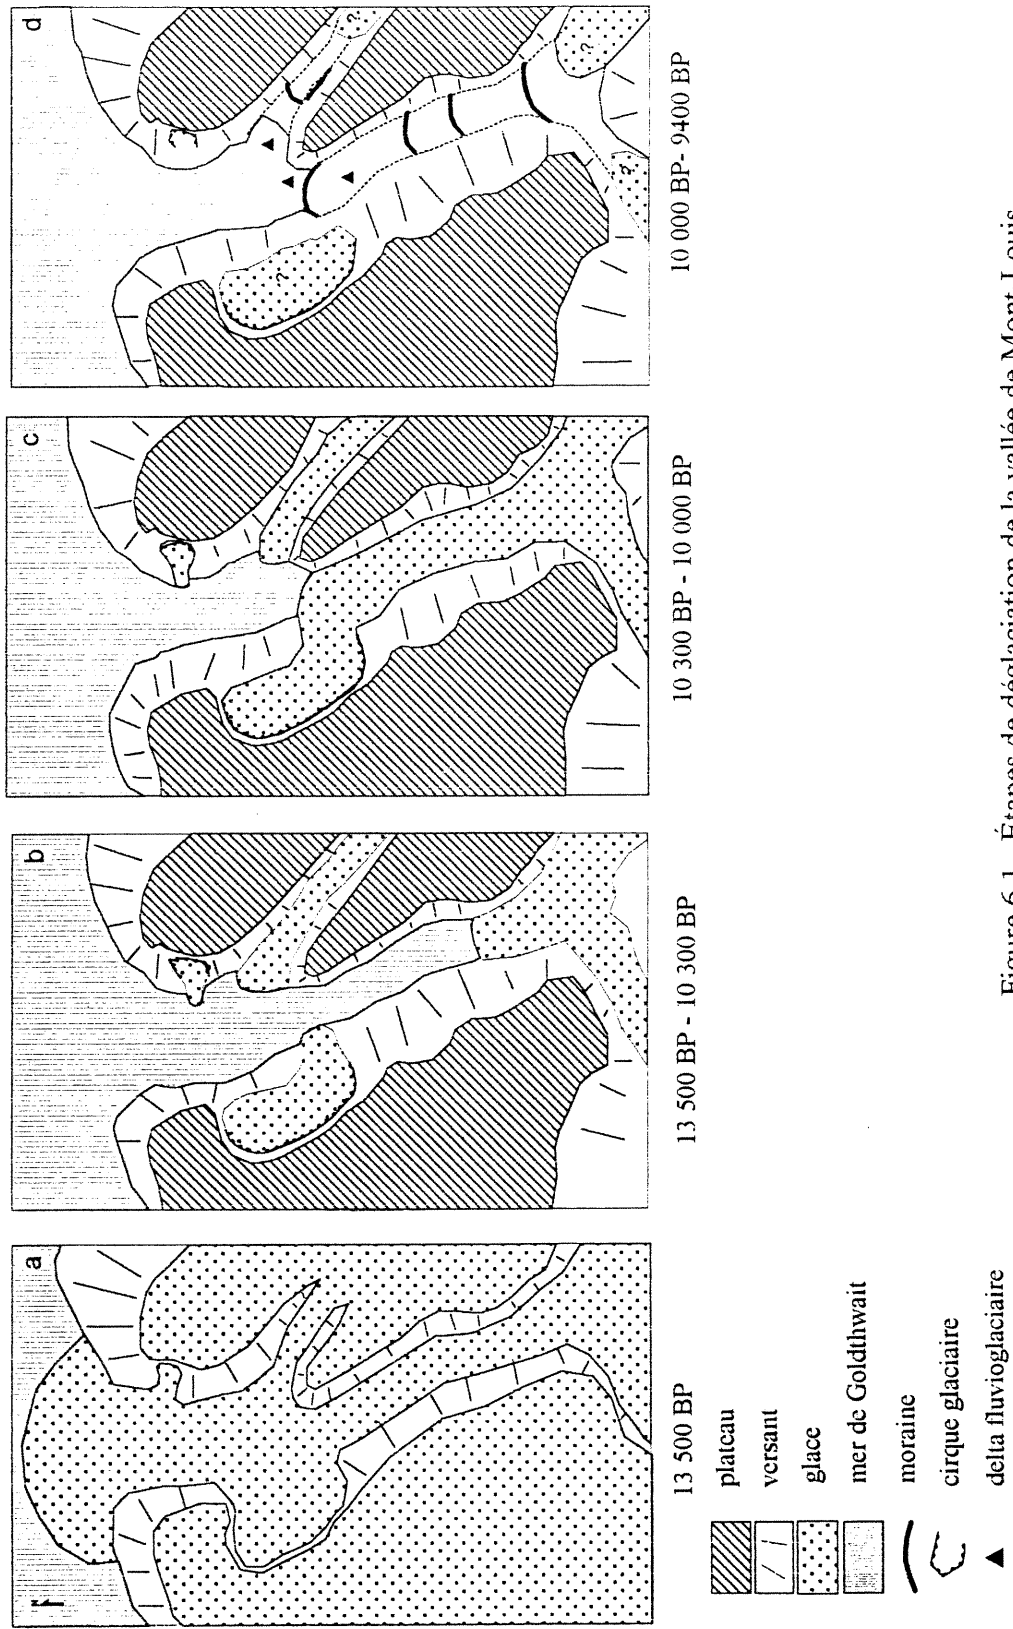 a
b
c
d
?
?
?
?
13 500 BP
13 500 BP - 10 300 BP
10 300 BP - 10 000 BP
10 000 BP- 9400 BP
plateau
versant
glace
mer de Goldthwait
moraine
cirque glaciaire
delta fluvioglaciaire
Figure 6.1 Étapes de déglaciation de la vallée de Mont-Louis